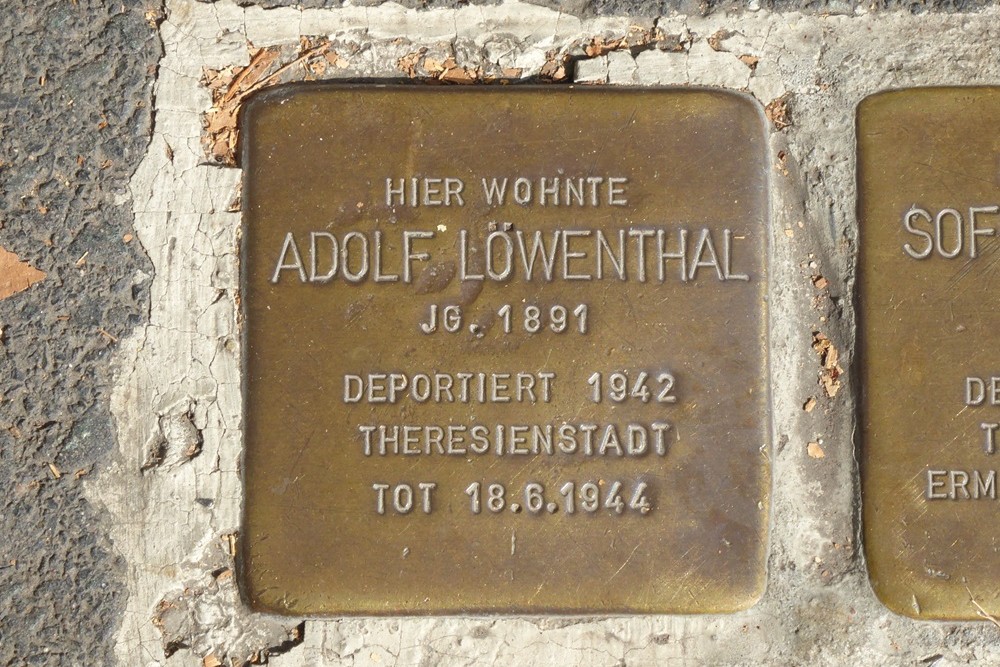 HIER WOHNTE
ADOLF LÖWENTHAL
JG. 1891
DEPORTIERT 1942
THERESIENSTADT
TOT 18.6.1944
SOF
DE
T
ERM